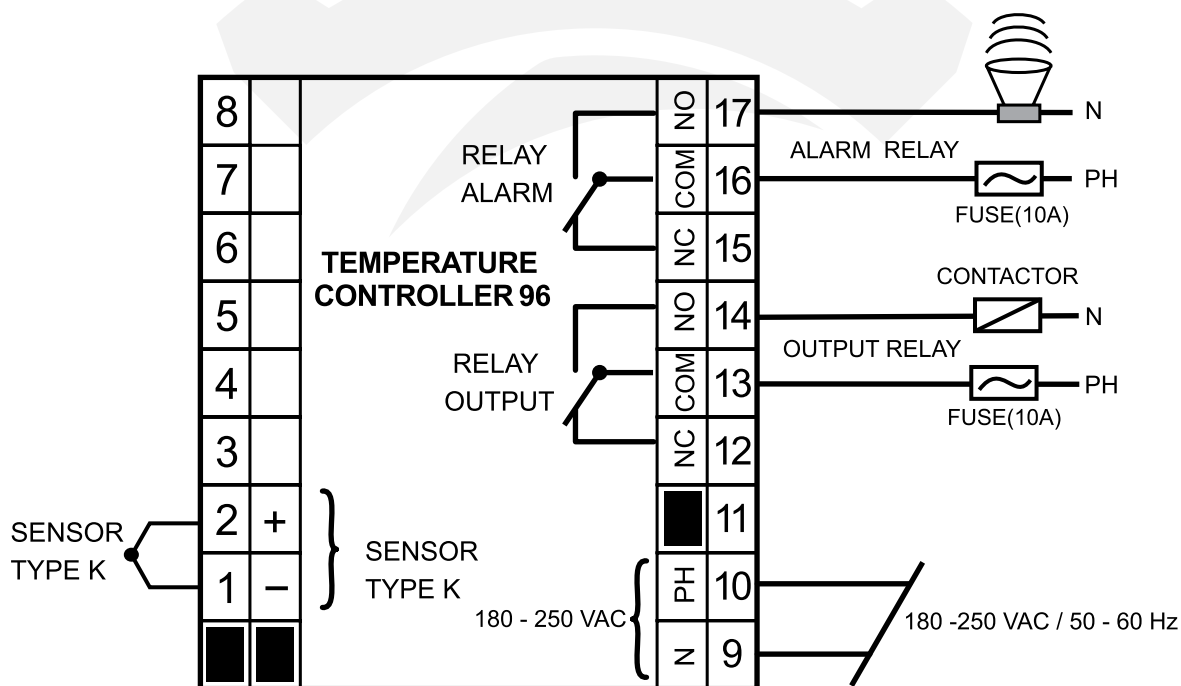 8
7
6
5
4
3
2 +
1 −
SENSOR
TYPE K
SENSOR
TYPE K
TEMPERATURE
CONTROLLER 96
RELAY
ALARM
RELAY
OUTPUT
180 - 250 VAC
NO 17
COM 16
NC 15
NO 14
COM 13
NC 12
11
PH 10
N 9
N
ALARM RELAY
PH
FUSE(10A)
CONTACTOR
N
OUTPUT RELAY
PH
FUSE(10A)
180 -250 VAC / 50 - 60 Hz